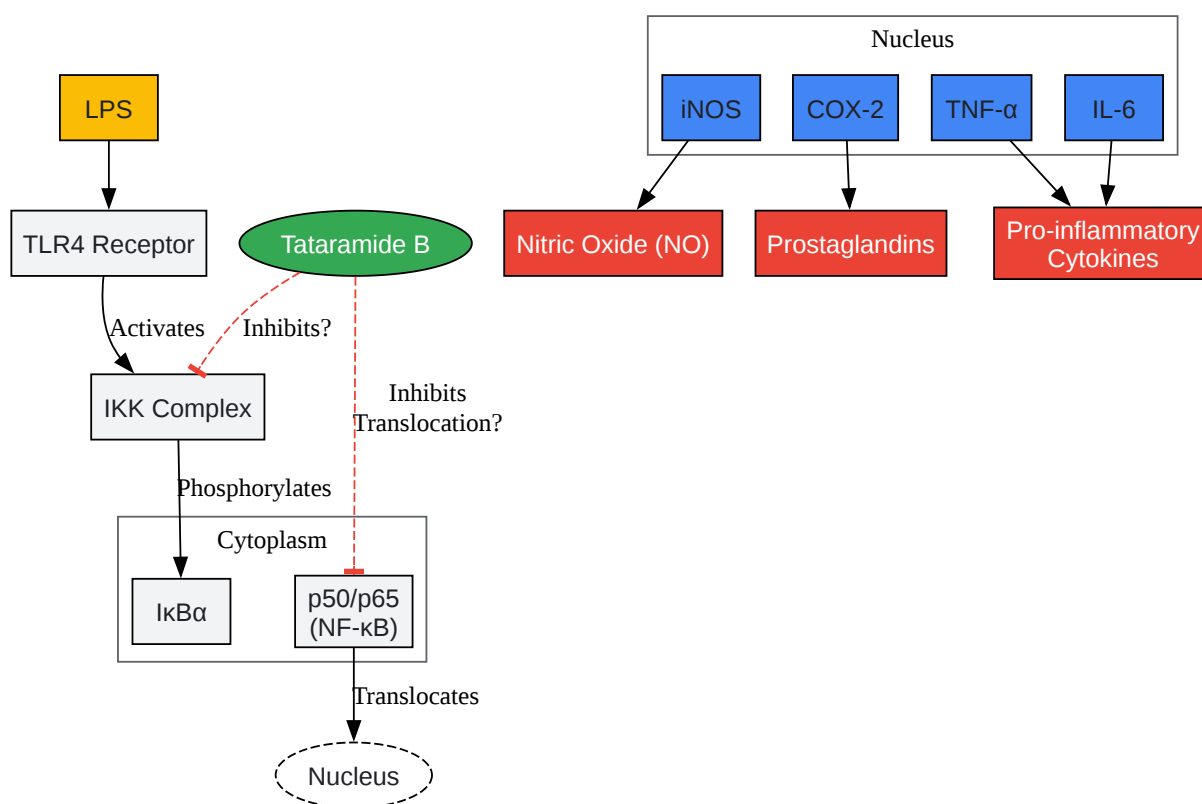 Nucleus
LPS
iNOS
COX-2
TNF-α
IL-6
TLR4 Receptor
Tataramide B
Nitric Oxide (NO)
Prostaglandins
Pro-inflammatory
Cytokines
Activates
Inhibits?
IKK Complex
Inhibits
Translocation?
Phosphorylates
Cytoplasm
IκBα
p50/p65
(NF-κB)
Translocates
Nucleus